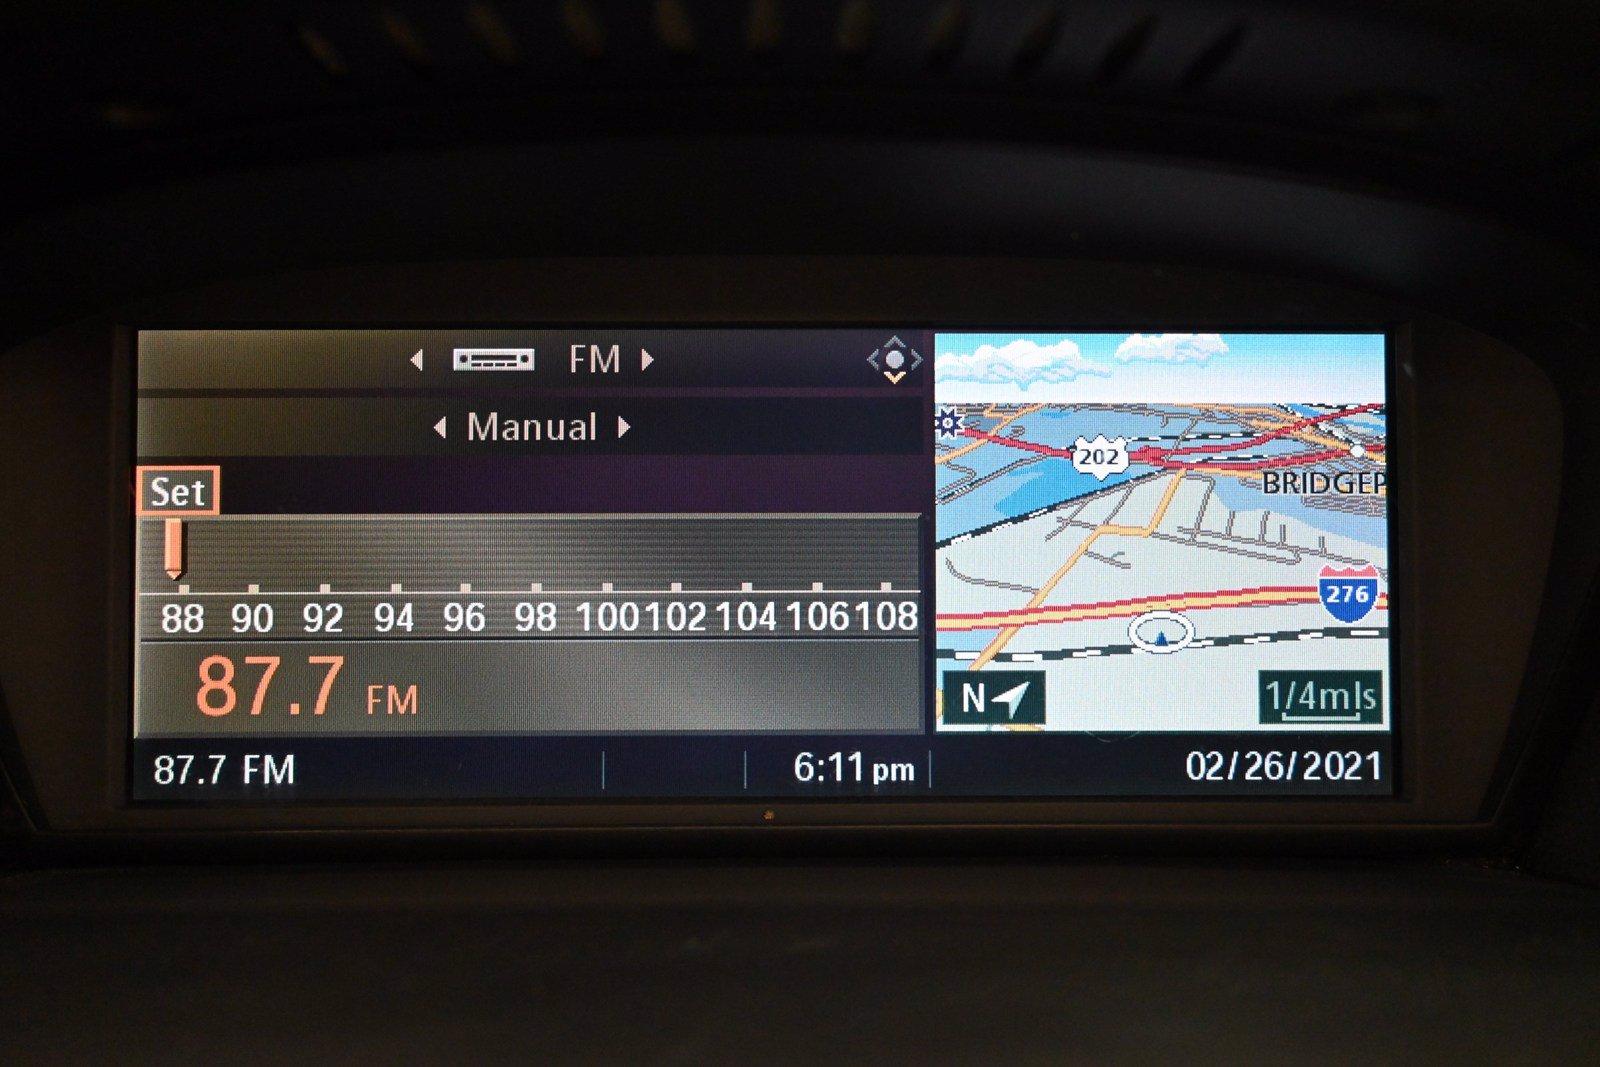 FM
Manual
Set
88 90 92 94 96 98 100 102 104 106 108
87.7 FM
202
BRIDGEP
276
N
1/4mls
87.7 FM
6:11 pm
02/26/2021